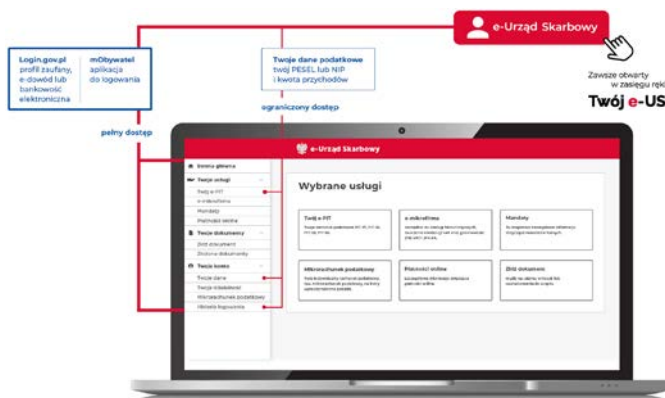 e-Urząd Skarbowy
Login.gov.pl
profil zaufany,
e-dowód lub
bankowość
elektroniczna
mObywatel
aplikacja
do logowania
Twoje dane podatkowe
twój PESEL lub NIP
i kwota przychodów
Zawsze otwarty
w zasięgu ręki
Twój e-US
pełny dostęp
ograniczony dostęp
e-Urząd Skarbowy
Strona główna
Twoje usługi
Twój e-PIT
e-mikrofirma
Mandaty
Płatności online
Twoje dokumenty
Złóż dokument
Złożone dokumenty
Twoje konto
Twoje dane
Twoja działalność
Mikrorachunek podatkowy
Historia logowania
Wybrane usługi
Twój e-PIT
e-mikrofirma
Mandaty
Mikrorachunek podatkowy
Płatności online
Złóż dokument